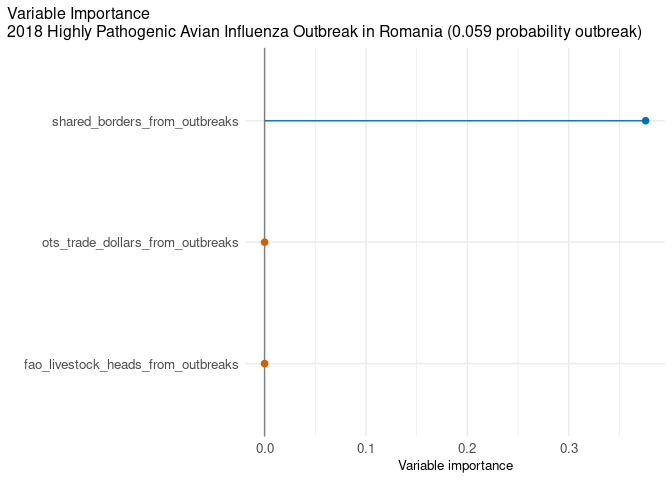 Variable Importance
2018 Highly Pathogenic Avian Influenza Outbreak in Romania (0.059 probability outbreak)
shared_borders_from_outbreaks
ots_trade_dollars_from_outbreaks
fao_livestock_heads_from_outbreaks
0.0 0.1 0.2 0.3
Variable importance